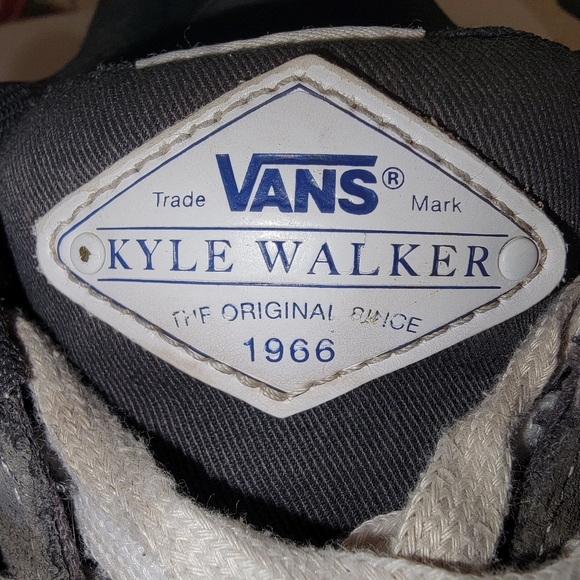 VANS®
Trade Mark
KYLE WALKER
THE ORIGINAL SINCE
1966